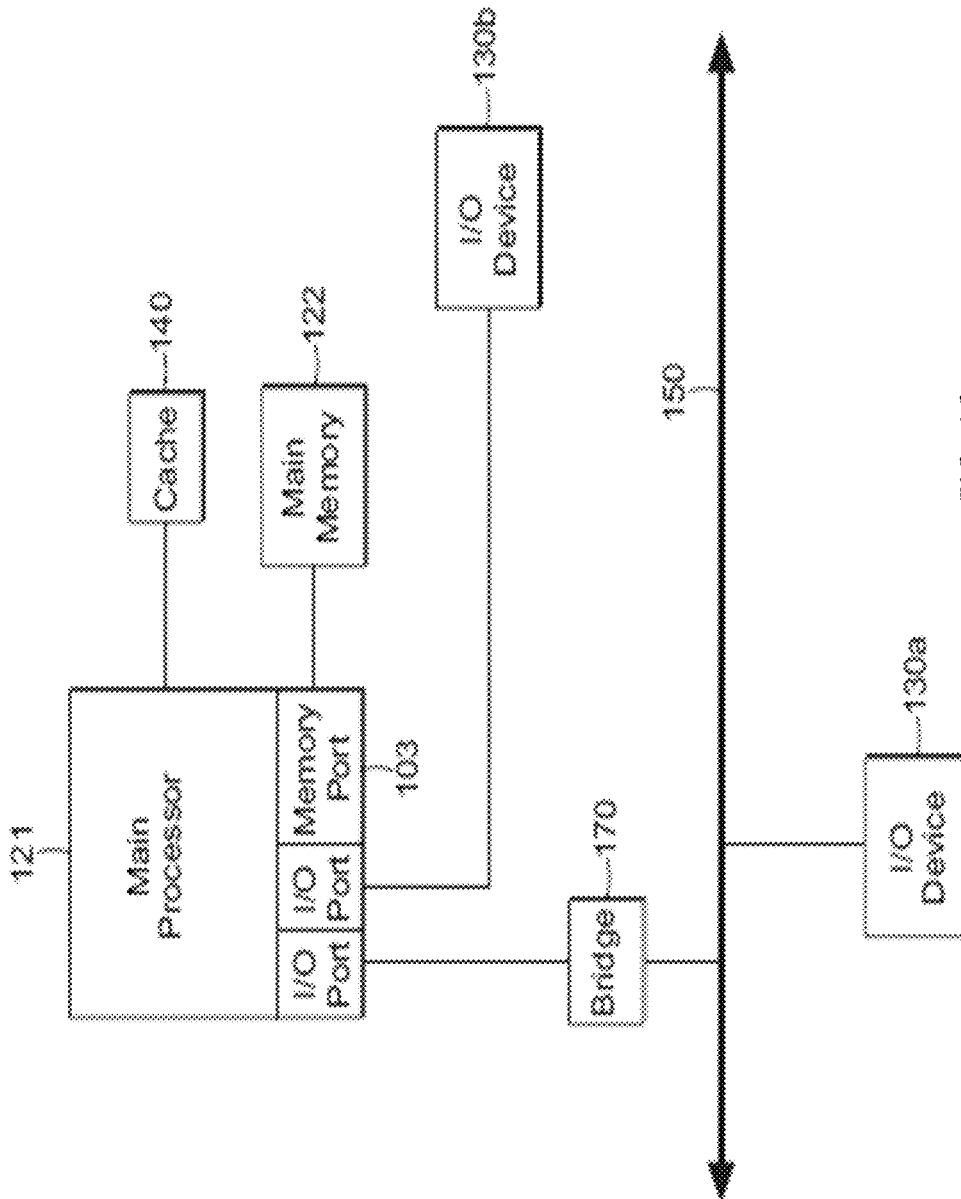 121
Main
Processor
I/O
Port
I/O
Port
Memory
Port
103
Cache
140
Main
Memory
122
I/O
Device
130b
Bridge
170
150
I/O
Device
130a